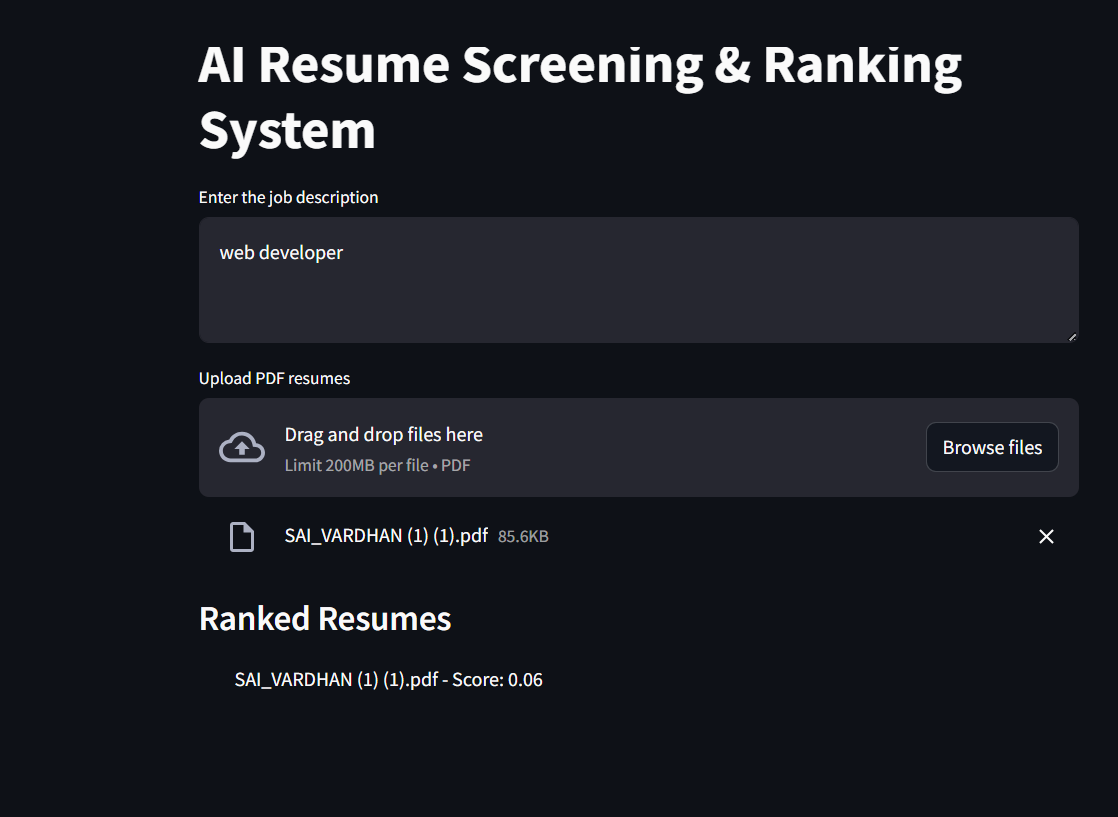 AI Resume Screening & Ranking
System
Enter the job description
web developer
Upload PDF resumes
Drag and drop files here
Limit 200MB per file • PDF
Browse files
SAI_VARDHAN (1) (1).pdf 85.6KB
Ranked Resumes
SAI_VARDHAN (1) (1).pdf - Score: 0.06